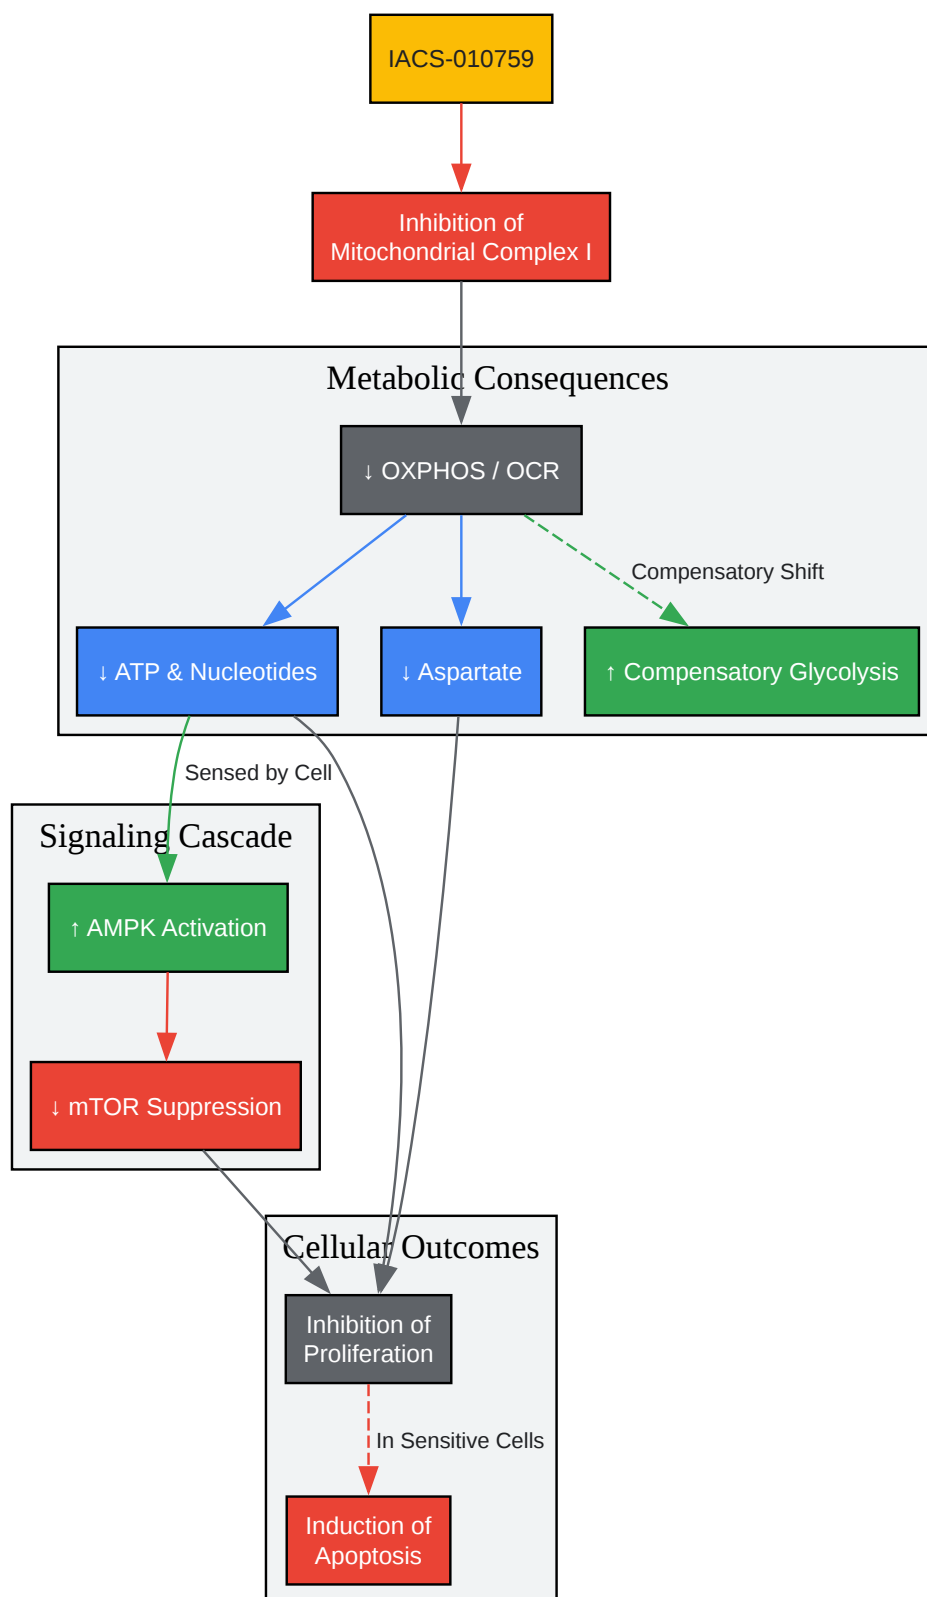 IACS-010759
Inhibition of
Mitochondrial Complex I
Metabolic Consequences
↓ OXPHOS / OCR
Compensatory Shift
↓ ATP & Nucleotides
↓ Aspartate
↑ Compensatory Glycolysis
Sensed by Cell
Signaling Cascade
↑ AMPK Activation
↓ mTOR Suppression
Cellular Outcomes
Inhibition of
Proliferation
In Sensitive Cells
Induction of
Apoptosis